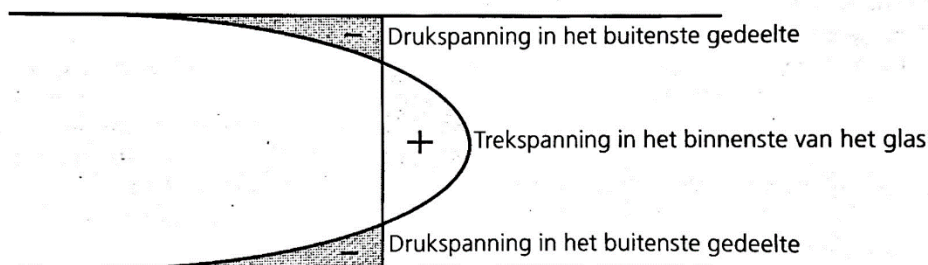 − Drukspanning in het buitenste gedeelte
+ Trekspanning in het binnenste van het glas
− Drukspanning in het buitenste gedeelte